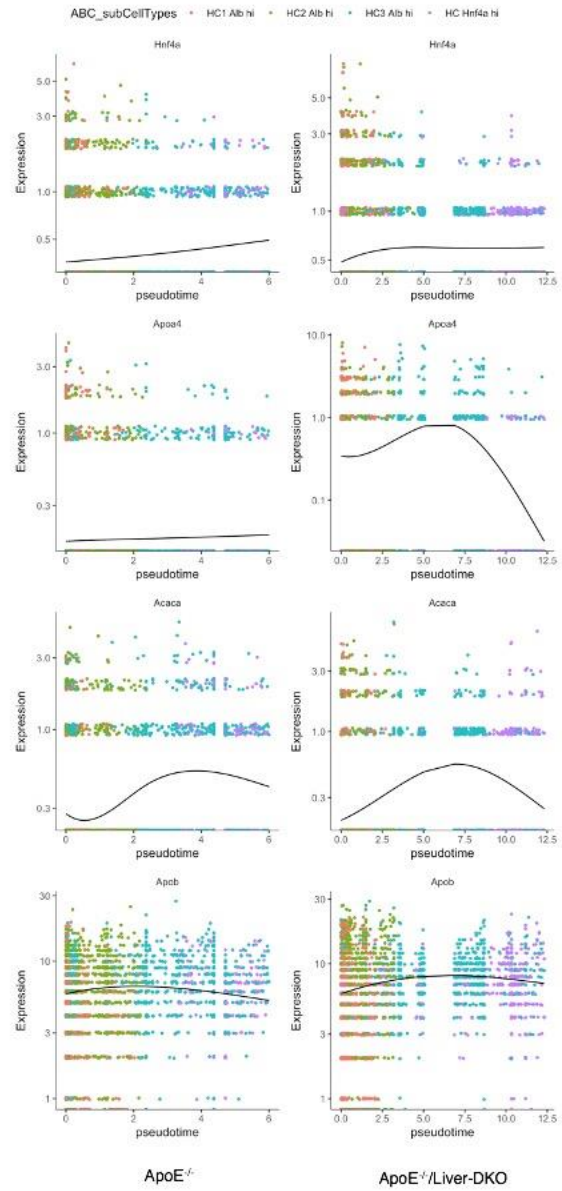 ABC_subCellTypes HC1 Alb hi HC2 Alb hi HC3 Alb hi HC Hnf4a hi
Hnf4a
Expression
5.0
3.0
1.0
0.5
0 2 4 6
pseudotime
Hnf4a
Expression
5.0
3.0
1.0
0.5
0.0 2.5 5.0 7.5 10.0 12.5
pseudotime
Apoa4
Expression
3.0
1.0
0.3
0 2 4 6
pseudotime
Apoa4
Expression
10.0
1.0
0.1
0.0 2.5 5.0 7.5 10.0 12.5
pseudotime
Acaca
Expression
3.0
1.0
0.3
0 2 4 6
pseudotime
Acaca
Expression
3.0
1.0
0.3
0.0 2.5 5.0 7.5 10.0 12.5
pseudotime
Apob
Expression
30
10
3
1
0 2 4 6
pseudotime
Apob
Expression
30
10
3
1
0.0 2.5 5.0 7.5 10.0 12.5
pseudotime
ApoE-/- ApoE-/-/Liver-DKO